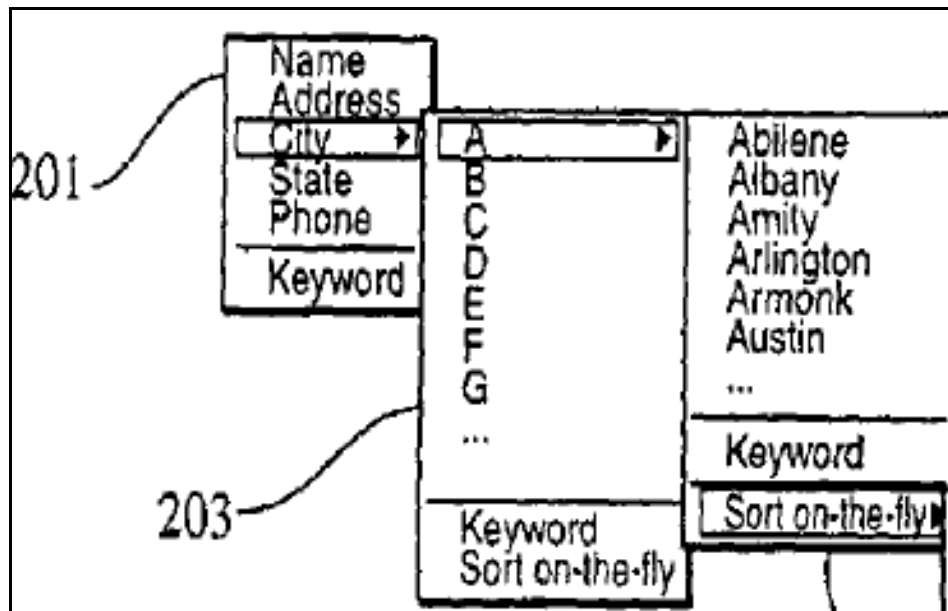 Name
Address
City
State
Phone
Keyword
201
A
B
C
D
E
F
G
...
Keyword
Sort on-the-fly
203
Abilene
Albany
Amity
Arlington
Armonk
Austin
...
Keyword
Sort on-the-fly